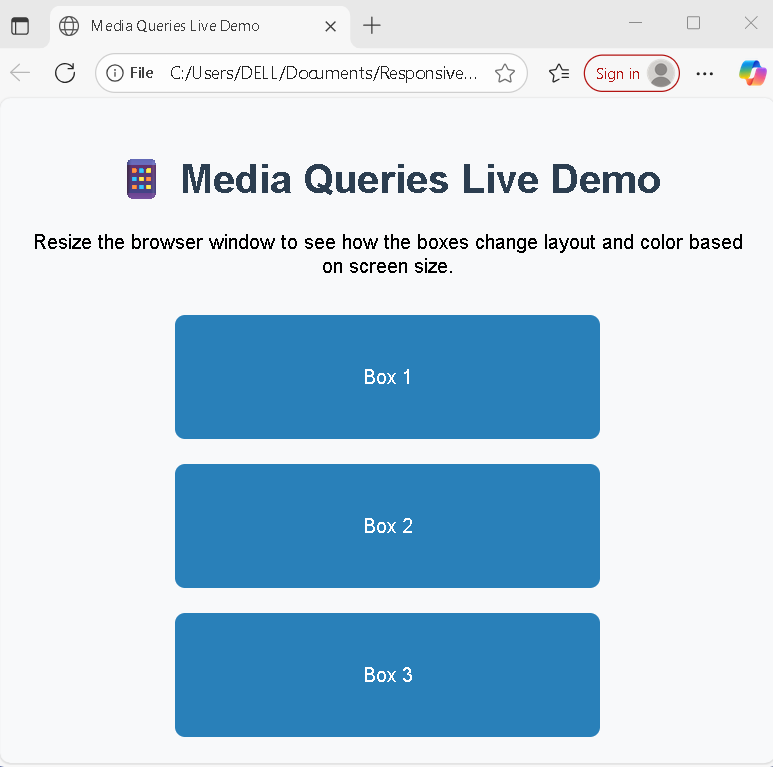 Media Queries Live Demo
File C:/Users/DELL/Documents/Responsive... Sign in
Media Queries Live Demo
Resize the browser window to see how the boxes change layout and color based
on screen size.
Box 1
Box 2
Box 3